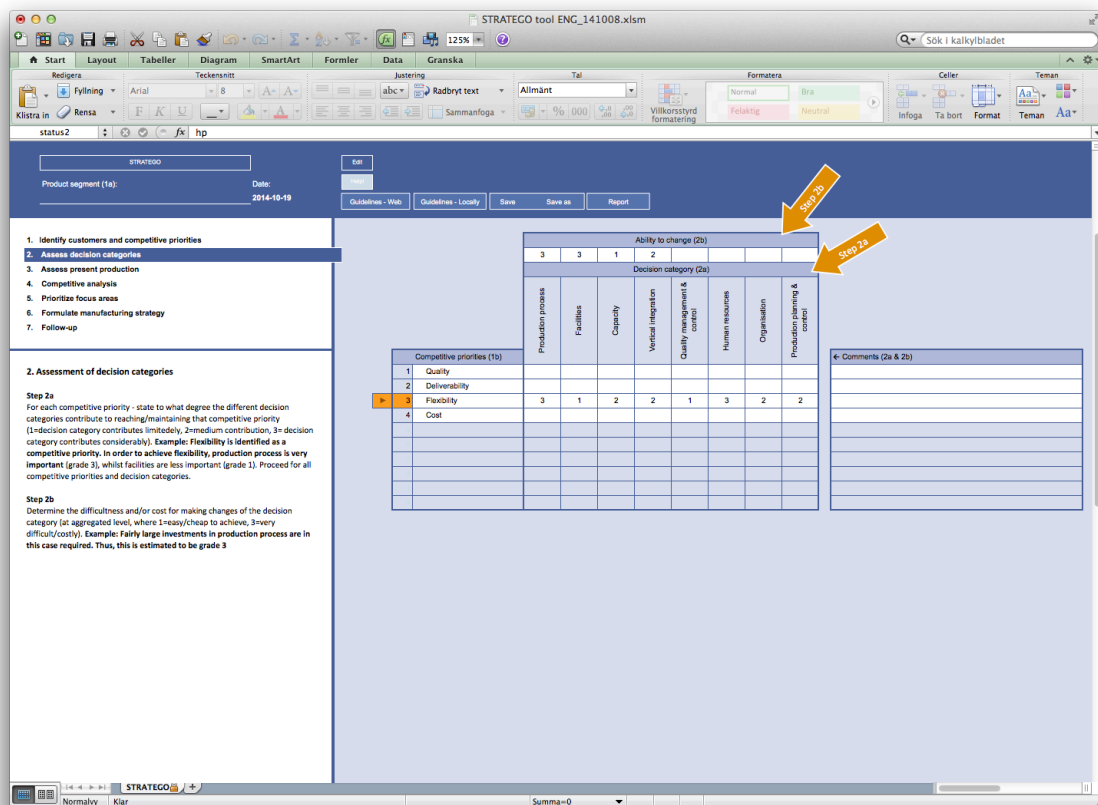 STRATEGO tool ENG_141008.xlsm
125%
Sök i kalkylbladet
Start Layout Tabeller Diagram SmartArt Formler Data Granska
Redigera Teckensnitt Justering Tal Formatera Celler Teman
Fyllning Arial 8 A A abc Radbryt text Allmänt Normal Bra Aa
Klistra in Rensa F K U A Sammanfoga % 000 Villkorsstyrd formatering Felaktig Neutral Infoga Ta bort Format Teman Aa
status2 fx hp
STRATEGO Edit
Product segment (1a): Date:
2014-10-19
Guidelines - Web Guidelines - Locally Save Save as Report
Step 2b
Step 2a
1. Identify customers and competitive priorities
2. Assess decision categories
3. Assess present production
4. Competitive analysis
5. Prioritize focus areas
6. Formulate manufacturing strategy
7. Follow-up
2. Assessment of decision categories
Step 2a
For each competitive priority - state to what degree the different decision
categories contribute to reaching/maintaining that competitive priority
(1=decision category contributes limitedely, 2=medium contribution, 3= decision
category contributes considerably). Example: Flexibility is identified as a
competitive priority. In order to achieve flexibility, production process is very
important (grade 3), whilst facilities are less important (grade 1). Proceed for all
competitive priorities and decision categories.
Step 2b
Determine the difficultness and/or cost for making changes of the decision
category (at aggregated level, where 1=easy/cheap to achieve, 3=very
difficult/costly). Example: Fairly large investments in production process are in
this case required. Thus, this is estimated to be grade 3
Ability to change (2b)
3 3 1 2
Decision category (2a)
Production process
Facilities
Capacity
Vertical integration
Quality management &
control
Human resources
Organisation
Production planning &
control
Competitive priorities (1b)
1 Quality
2 Deliverability
3 Flexibility 3 1 2 2 1 3 2 2
4 Cost
← Comments (2a & 2b)
STRATEGO
Normalvy Klar Summa=0